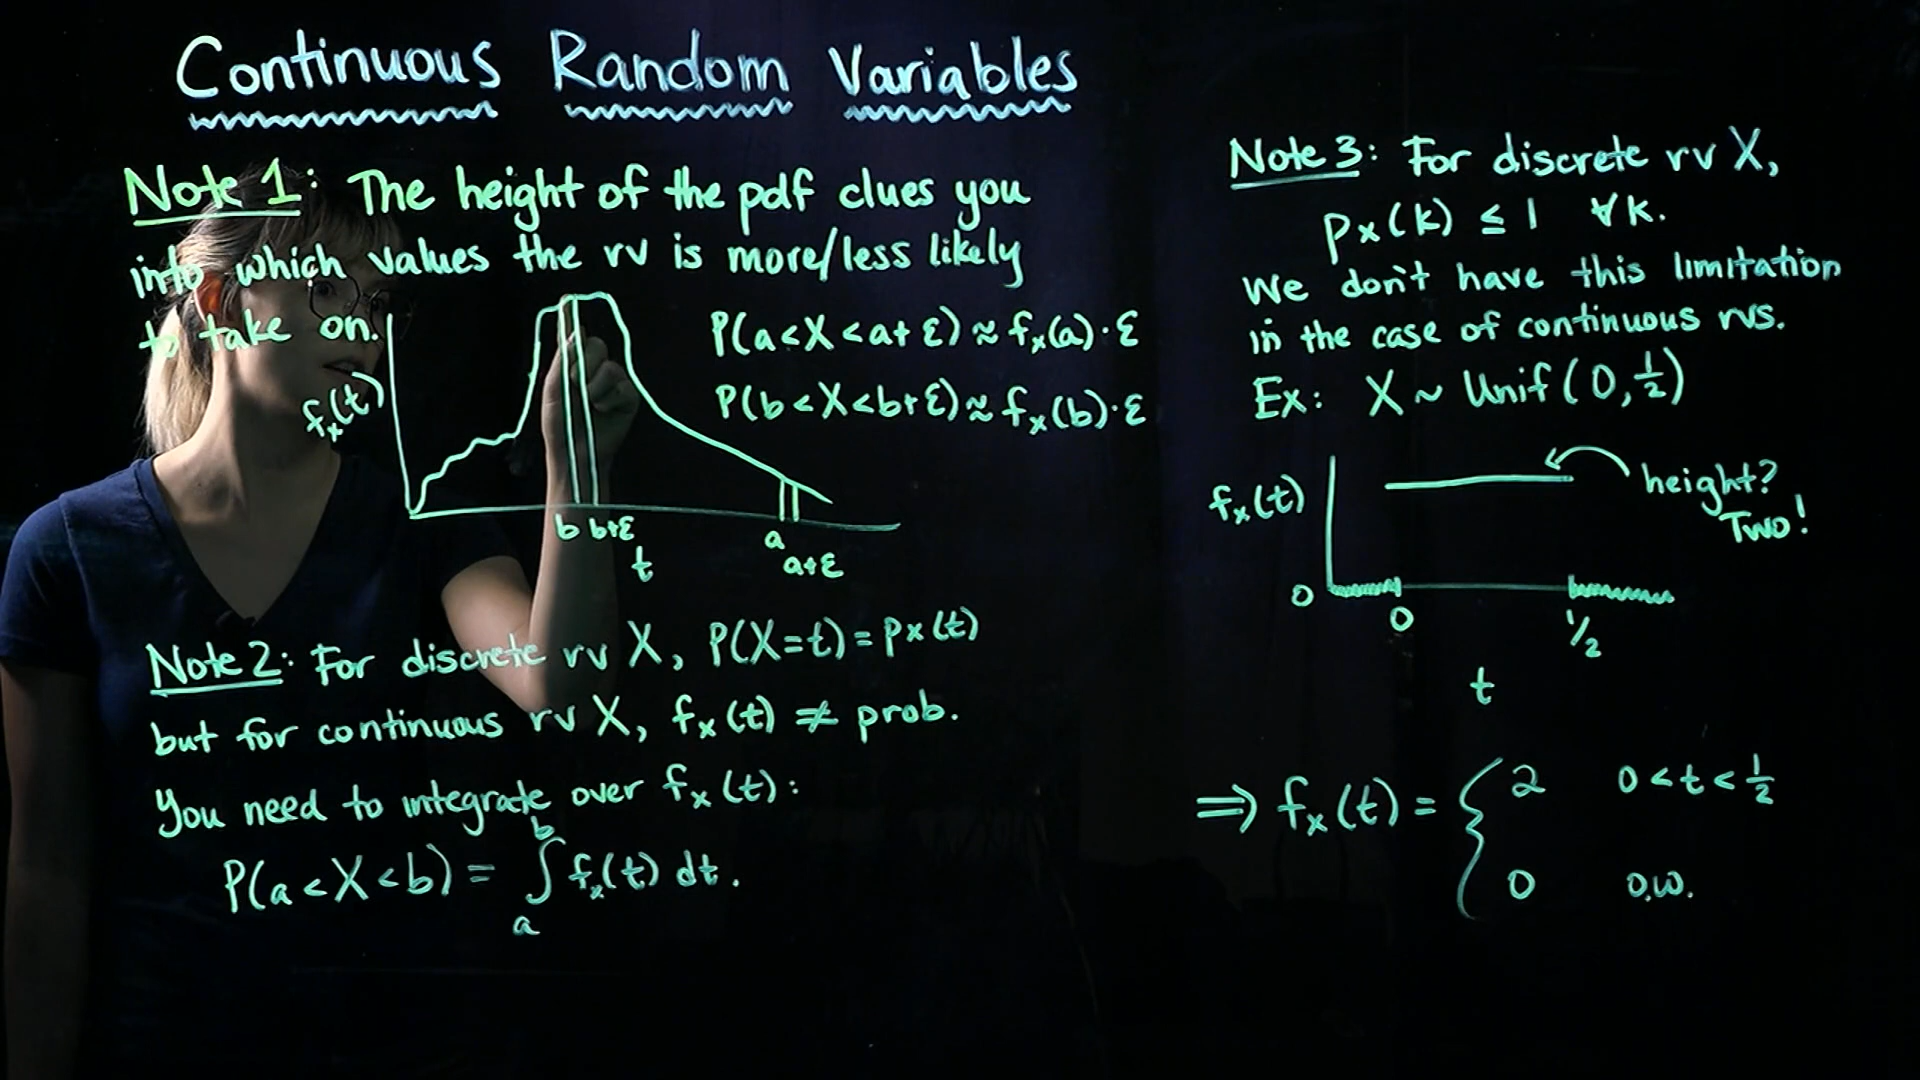 Continuous Random Variables
Note 1: The height of the pdf clues you
into which values the rv is more/less likely
to take on.
P(a<X<a+ε) ≈ fₓ(a)·ε
P(b<X<b+ε) ≈ fₓ(b)·ε
fₓ(t)
b b+ε
a
a+ε
t
Note 2: For discrete rv X, P(X=t) = pₓ(t)
but for continuous rv X, fₓ(t) ≠ prob.
You need to integrate over fₓ(t):
P(a<X<b) = ∫ₐᵇ fₓ(t) dt.
Note 3: For discrete rv X,
pₓ(k) ≤ 1 ∀k.
We don't have this limitation
in the case of continuous rvs.
Ex: X ~ Unif(0, 1/2)
fₓ(t)
height?
Two!
0
0
1/2
t
⇒ fₓ(t) = { 2 0<t<1/2
0 o.w.